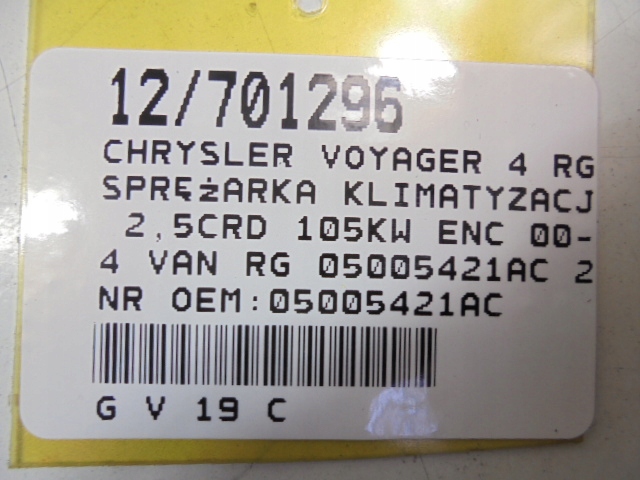 12/701296
CHRYSLER VOYAGER 4 RG
SPRĘŻARKA KLIMATYZACJ
2,5CRD 105KW ENC 00-
4 VAN RG 05005421AC 2
NR OEM:05005421AC
G V 19 C